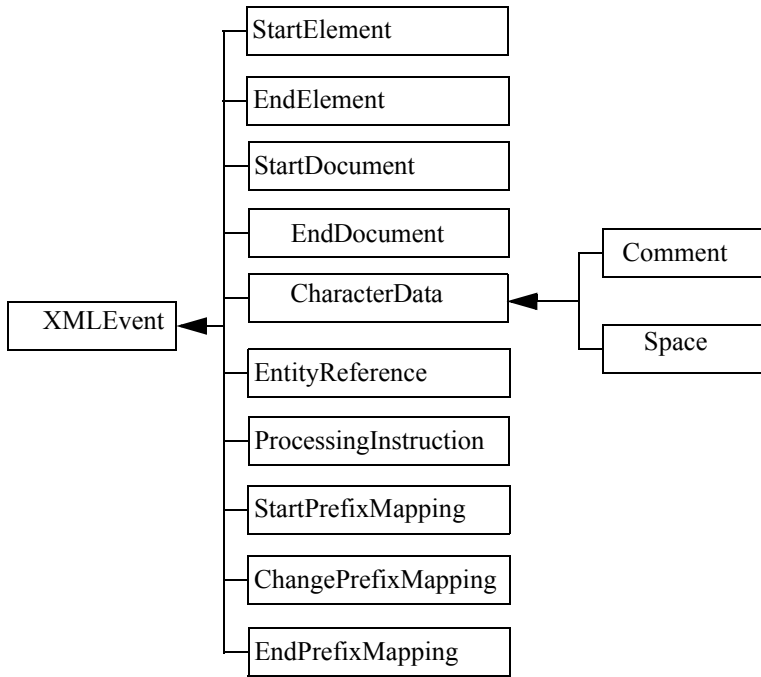 StartElement
EndElement
StartDocument
EndDocument
Comment
CharacterData
XMLEvent
Space
EntityReference
ProcessingInstruction
StartPrefixMapping
ChangePrefixMapping
EndPrefixMapping